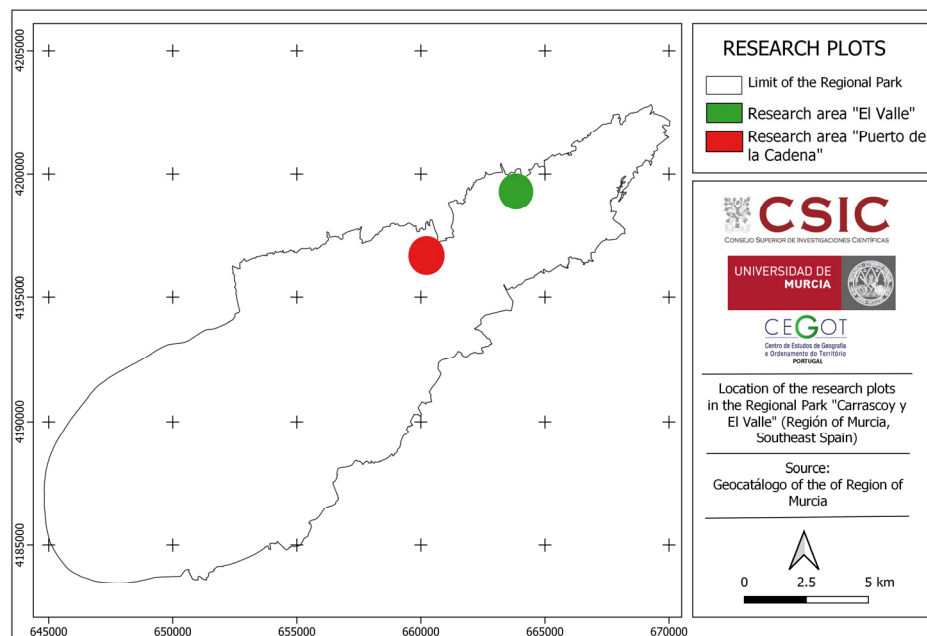 4205000
4200000
4195000
4190000
4185000
645000 650000 655000 660000 665000 670000
RESEARCH PLOTS
Limit of the Regional Park
Research area "El Valle"
Research area "Puerto de
la Cadena"
CSIC
CONSEJO SUPERIOR DE INVESTIGACIONES CIENTÍFICAS
UNIVERSIDAD DE
MURCIA
CEGOT
Centro de Estudos de Geografia
e Ordenamento do Território
PORTUGAL
Location of the research plots
in the Regional Park "Carrascoy y
El Valle" (Región of Murcia,
Southeast Spain)
Source:
Geocatálogo of the of Region of
Murcia
0 2.5 5 km